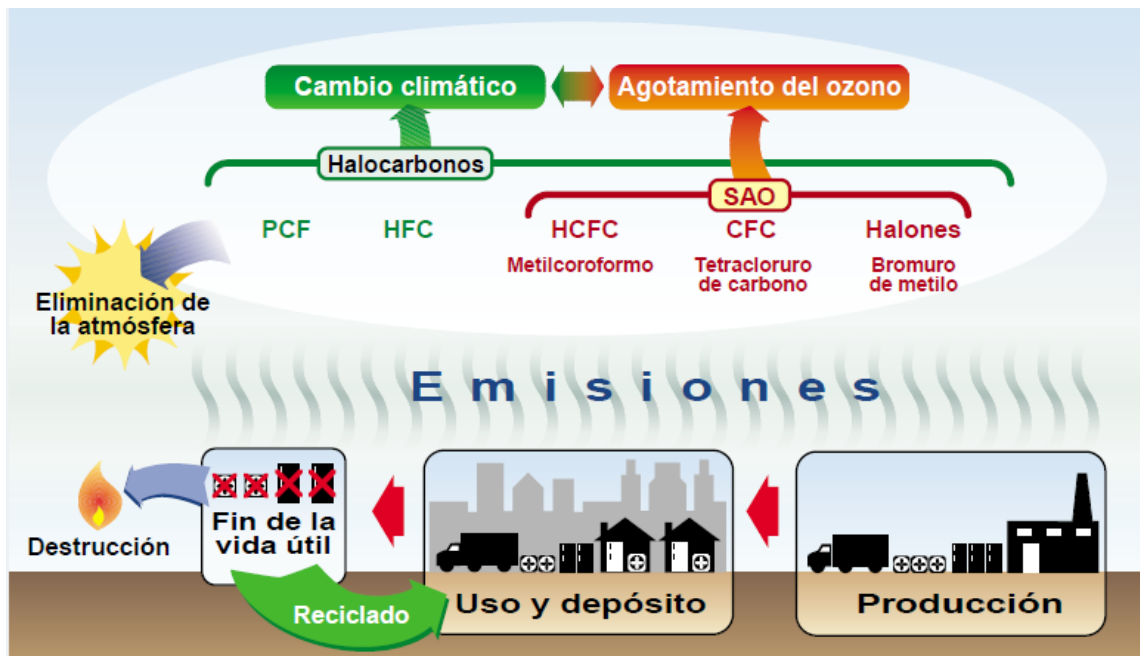 Cambio climático
Agotamiento del ozono
Halocarbonos
SAO
PCF
HFC
HCFC
CFC
Halones
Metilcoroformo
Tetracloruro
de carbono
Bromuro
de metilo
Eliminación de
la atmósfera
Emisiones
Destrucción
Fin de la
vida útil
Reciclado
Uso y depósito
Producción